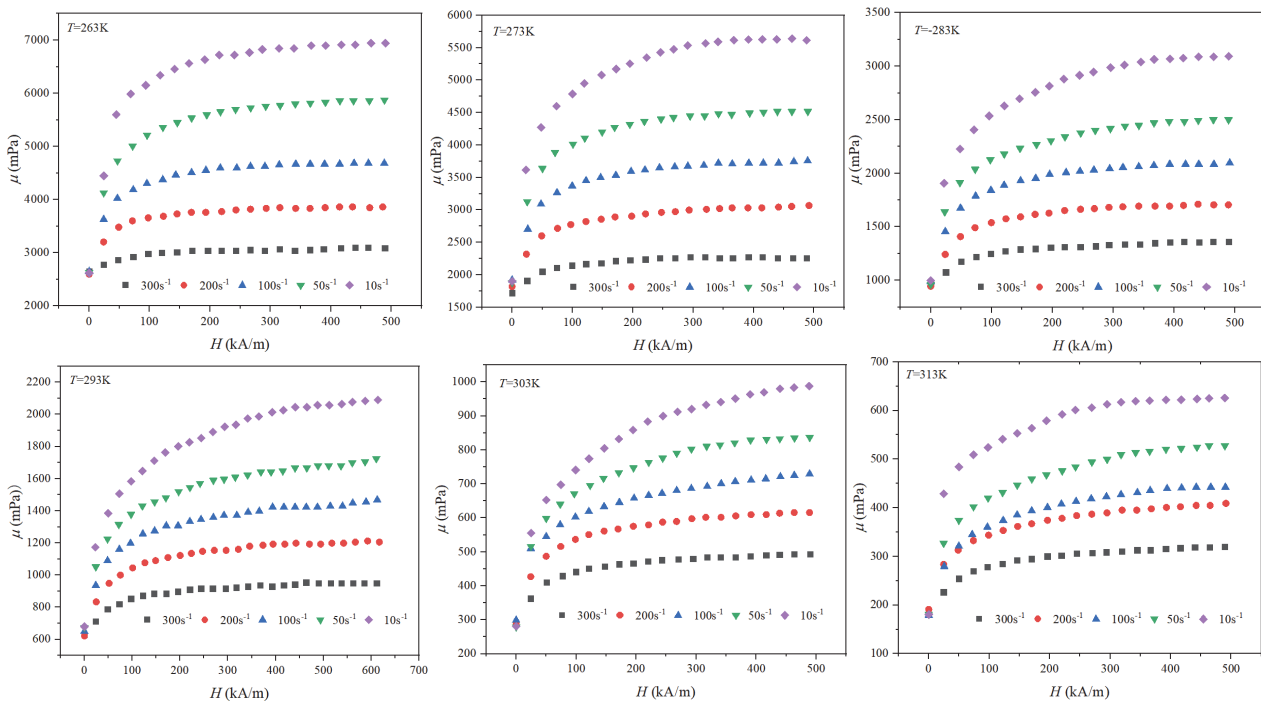 T=263K
7000
6000
5000
4000
3000
2000
μ (mPa)
300s⁻¹ 200s⁻¹ 100s⁻¹ 50s⁻¹ 10s⁻¹
0 100 200 300 400 500
H (kA/m)
T=273K
6000
5500
5000
4500
4000
3500
3000
2500
2000
1500
μ (mPa)
300s⁻¹ 200s⁻¹ 100s⁻¹ 50s⁻¹ 10s⁻¹
0 100 200 300 400 500
H (kA/m)
T=-283K
3500
3000
2500
2000
1500
1000
μ (mPa)
300s⁻¹ 200s⁻¹ 100s⁻¹ 50s⁻¹ 10s⁻¹
0 100 200 300 400 500
H (kA/m)
T=293K
2200
2000
1800
1600
1400
1200
1000
800
600
μ (mPa)
300s⁻¹ 200s⁻¹ 100s⁻¹ 50s⁻¹ 10s⁻¹
0 100 200 300 400 500 600 700
H (kA/m)
T=303K
1000
900
800
700
600
500
400
300
200
μ (mPa)
300s⁻¹ 200s⁻¹ 100s⁻¹ 50s⁻¹ 10s⁻¹
0 100 200 300 400 500
H (kA/m)
T=313K
700
600
500
400
300
200
100
μ (mPa)
300s⁻¹ 200s⁻¹ 100s⁻¹ 50s⁻¹ 10s⁻¹
0 100 200 300 400 500
H (kA/m)